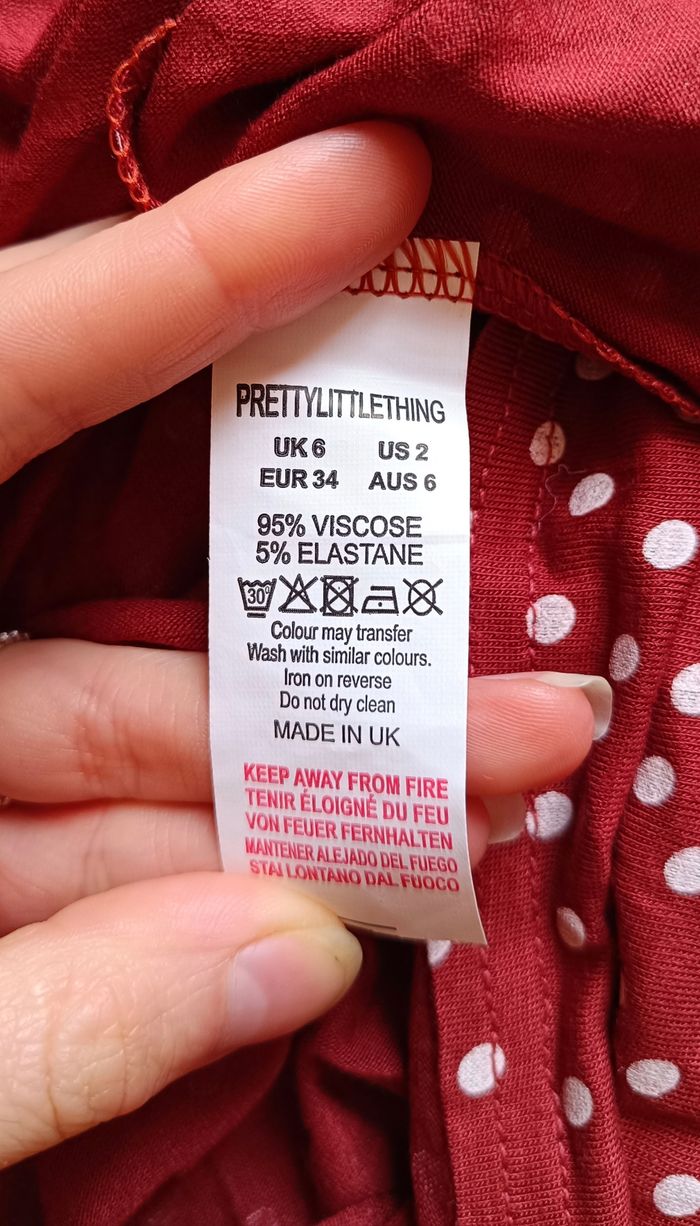 PRETTYLITTLETHING
UK 6 US 2
EUR 34 AUS 6
95% VISCOSE
5% ELASTANE
30°
Colour may transfer
Wash with similar colours.
Iron on reverse
Do not dry clean
MADE IN UK
KEEP AWAY FROM FIRE
TENIR ÉLOIGNÉ DU FEU
VON FEUER FERNHALTEN
MANTENER ALEJADO DEL FUEGO
STAI LONTANO DAL FUOCO